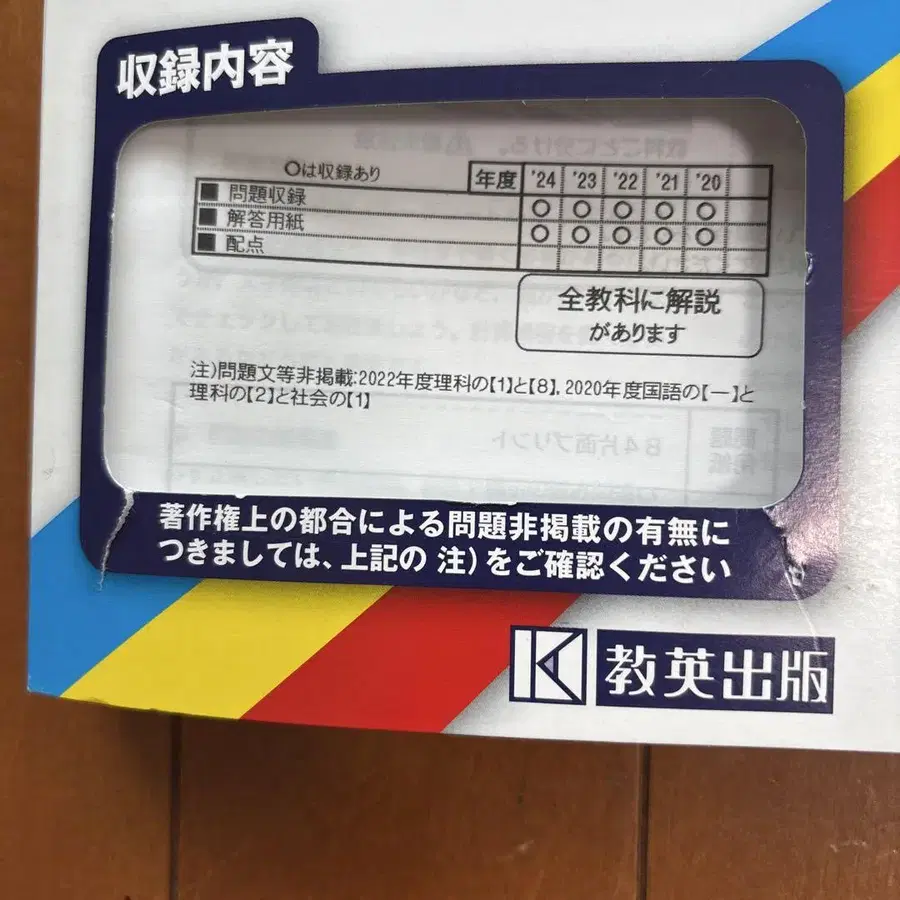 収録内容
○は収録あり
年度 '24 '23 '22 '21 '20
■ 問題収録 ○ ○ ○ ○ ○
■ 解答用紙 ○ ○ ○ ○ ○
■ 配点
全教科に解説
があります
注)問題文等非掲載:2022年度理科の【1】と【8】, 2020年度国語の【一】と
理科の【2】と社会の【1】
B4片面プリント
著作権上の都合による問題非掲載の有無に
つきましては、上記の 注)をご確認ください
K 教英出版